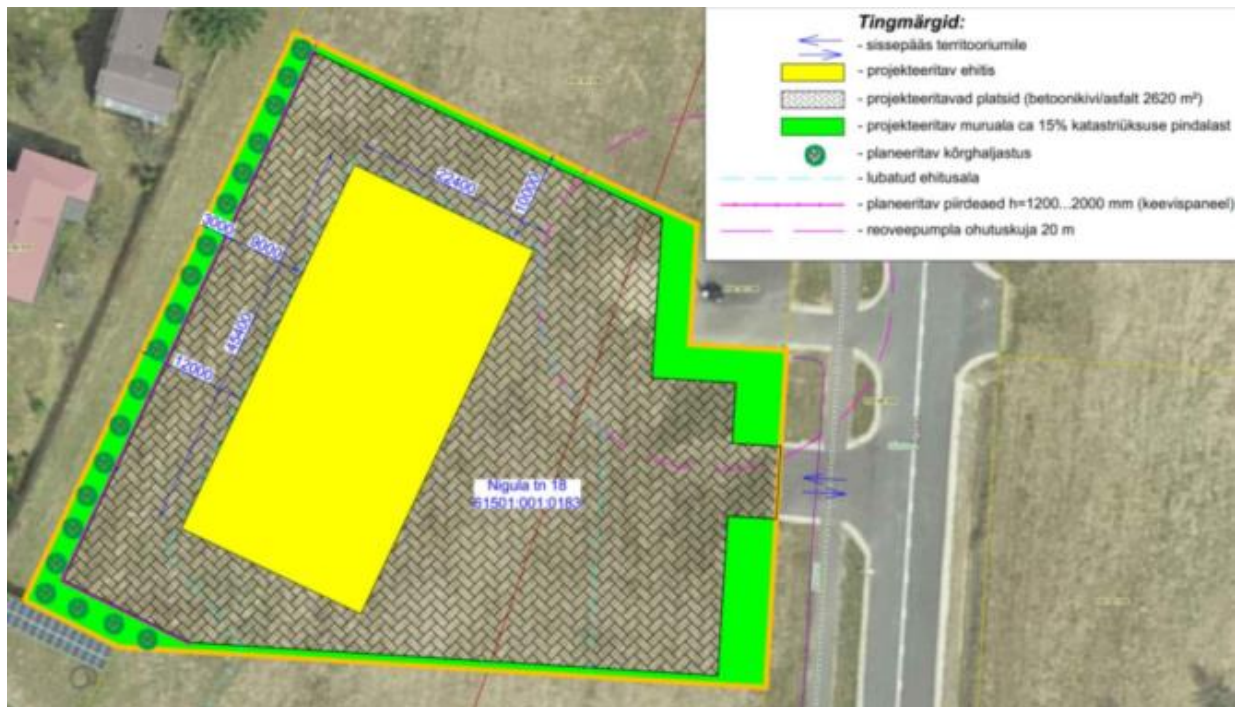 Tingmärgid:
- sissepääs territooriumile
- projekteeritav ehitis
- projekteeritavad platsid (betoonikivi/asfalt 2620 m²)
- projekteeritav muruala ca 15% katastriüksuse pindalast
- planeeritav kõrghaljastus
- lubatud ehitusala
- planeeritav piirdeaed h=1200...2000 mm (keevispaneel)
- reoveepumpla ohutuskuja 20 m
22400
10000
3000
9000
45400
12000
Nigula tn 18
61501:001:0183